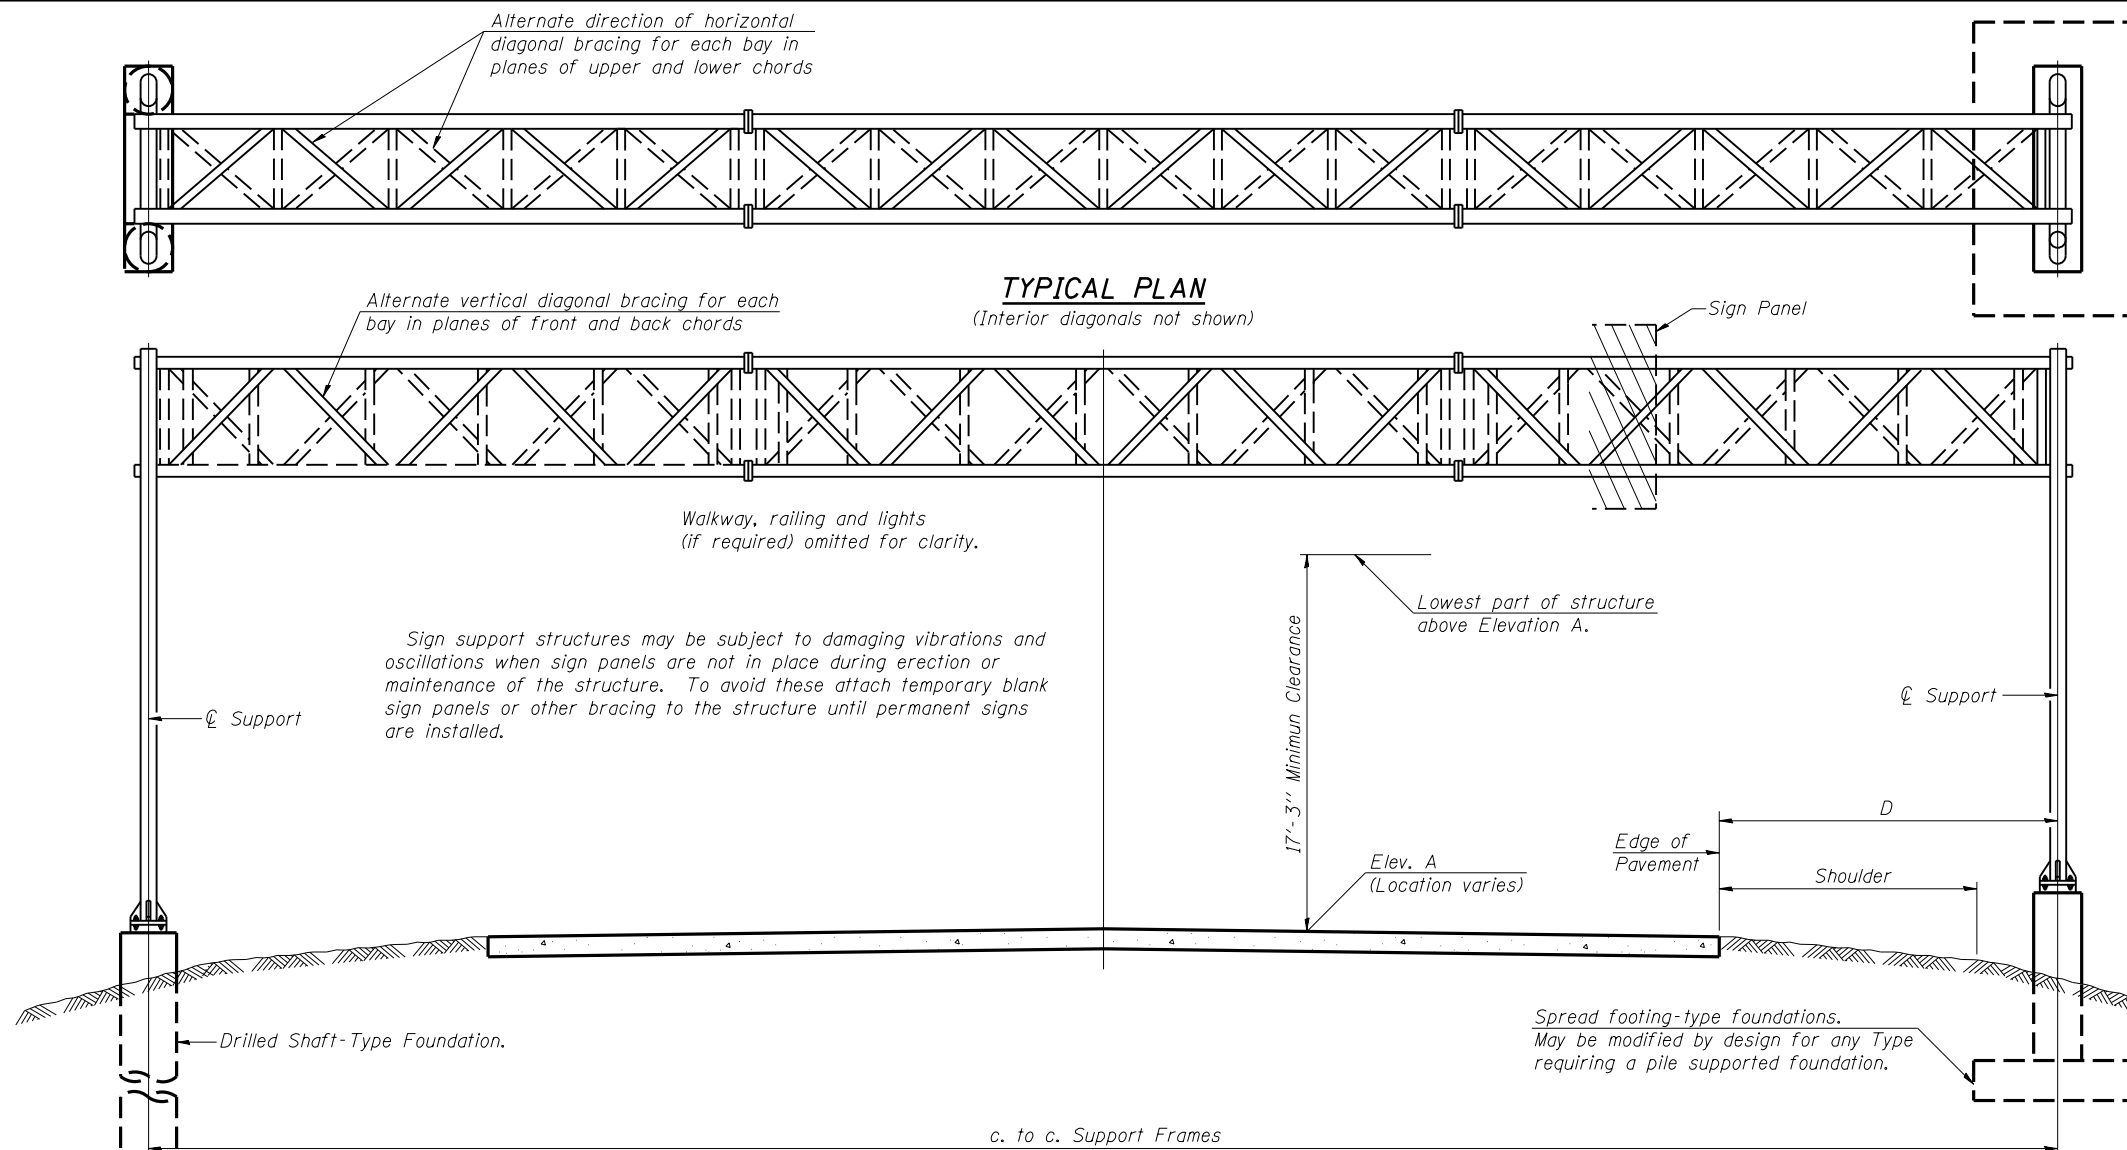 Alternate direction of horizontal
diagonal bracing for each bay in
planes of upper and lower chords
TYPICAL PLAN
(Interior diagonals not shown)
Alternate vertical diagonal bracing for each
bay in planes of front and back chords
Sign Panel
Walkway, railing and lights
(if required) omitted for clarity.
Lowest part of structure
above Elevation A.
Sign support structures may be subject to damaging vibrations and
oscillations when sign panels are not in place during erection or
maintenance of the structure. To avoid these attach temporary blank
sign panels or other bracing to the structure until permanent signs
are installed.
17'-3" Minimun Clearance
℄ Support
℄ Support
D
Edge of
Pavement
Shoulder
Elev. A
(Location varies)
Drilled Shaft-Type Foundation.
Spread footing-type foundations.
May be modified by design for any Type
requiring a pile supported foundation.
c. to c. Support Frames